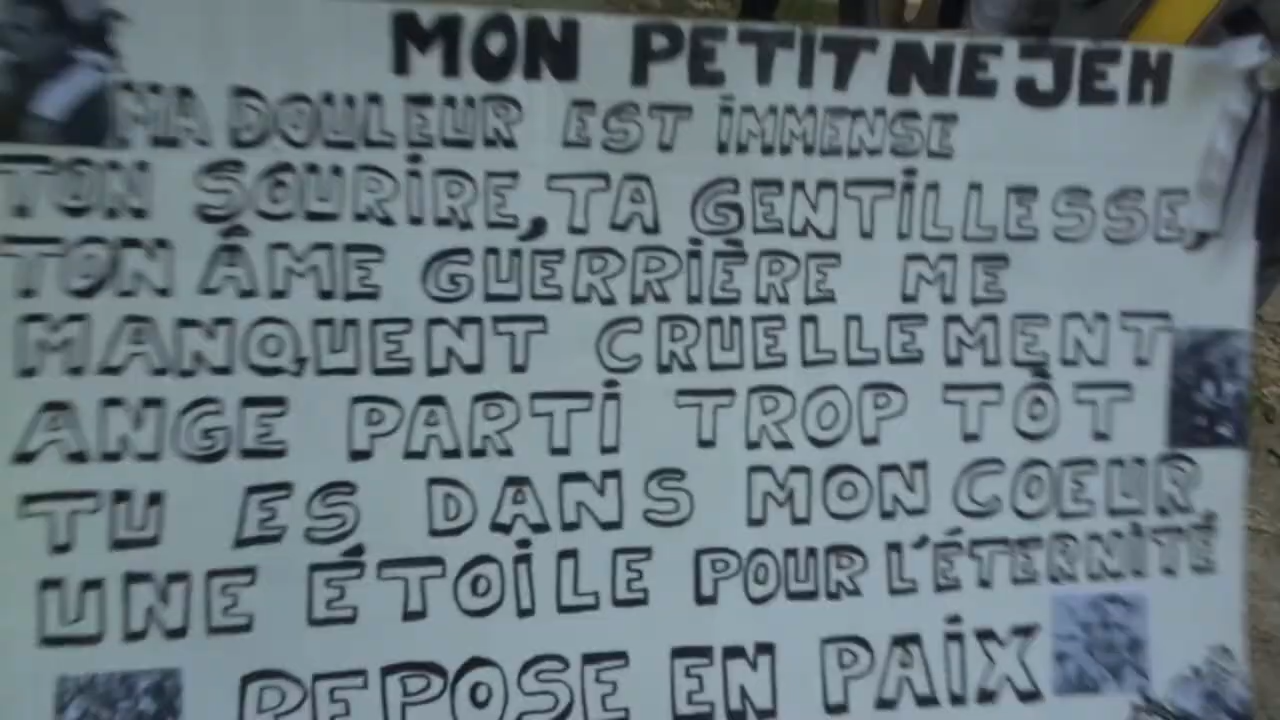 MON PETIT NEJEH
MA DOULEUR EST IMMENSE
TON SOURIRE, TA GENTILLESSE,
TON ÂME GUERRIÈRE ME
MANQUENT CRUELLEMENT
ANGE PARTI TROP TÔT
TU ES DANS MON COEUR
UNE ÉTOILE POUR L'ÉTERNITÉ
REPOSE EN PAIX